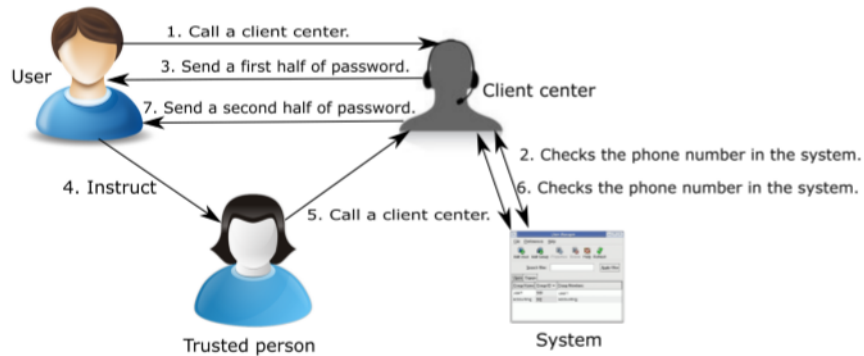 1. Call a client center.
User
3. Send a first half of password.
Client center
7. Send a second half of password.
2. Checks the phone number in the system.
4. Instruct
6. Checks the phone number in the system.
5. Call a client center.
System
Trusted person